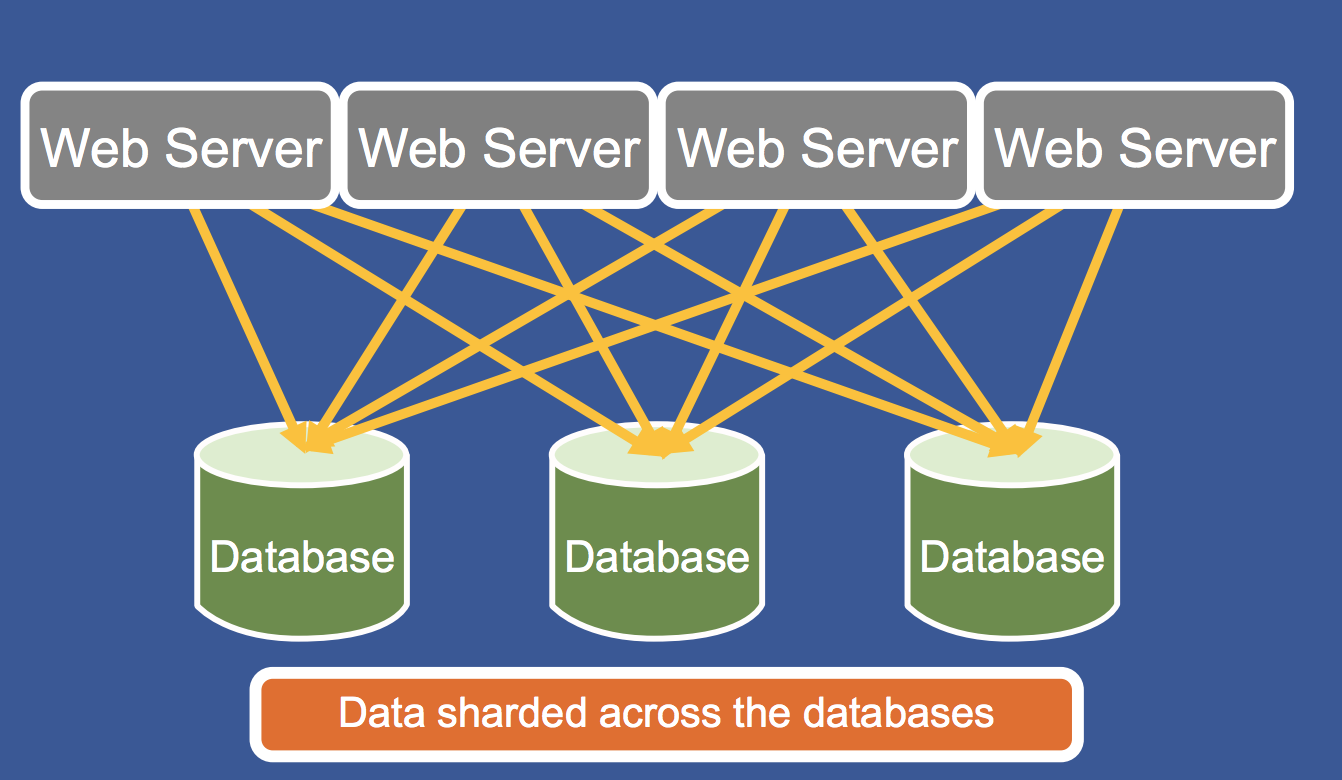 Web Server Web Server Web Server Web Server
Database Database Database
Data sharded across the databases